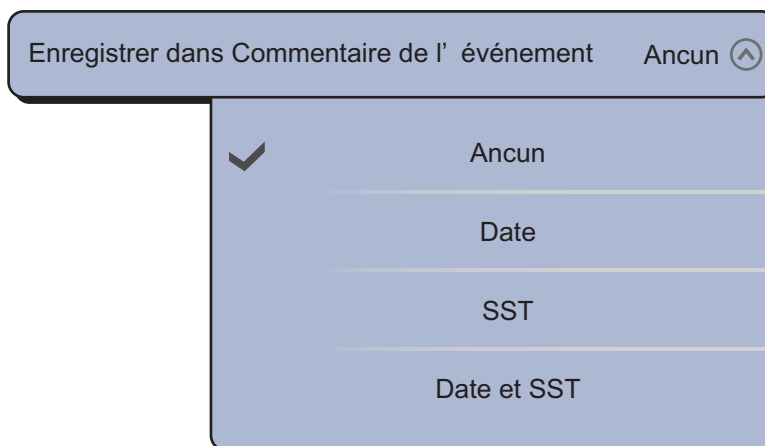 Enregistrer dans Commentaire de l’ événement Ancun
Ancun
Date
SST
Date et SST